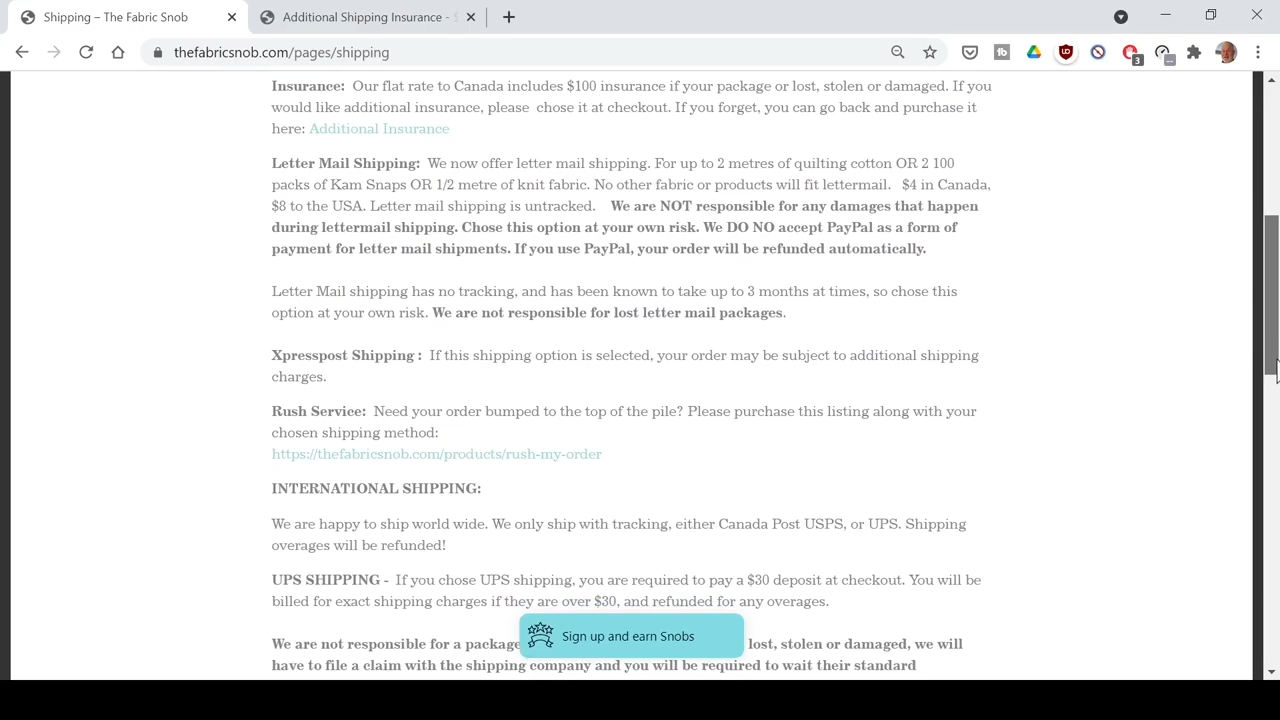 Shipping – The Fabric Snob
Additional Shipping Insurance - S
thefabricsnob.com/pages/shipping
3
Insurance: Our flat rate to Canada includes $100 insurance if your package or lost, stolen or damaged. If you
would like additional insurance, please chose it at checkout. If you forget, you can go back and purchase it
here: Additional Insurance
Letter Mail Shipping: We now offer letter mail shipping. For up to 2 metres of quilting cotton OR 2 100
packs of Kam Snaps OR 1/2 metre of knit fabric. No other fabric or products will fit lettermail. $4 in Canada,
$8 to the USA. Letter mail shipping is untracked. We are NOT responsible for any damages that happen
during lettermail shipping. Chose this option at your own risk. We DO NO accept PayPal as a form of
payment for letter mail shipments. If you use PayPal, your order will be refunded automatically.
Letter Mail shipping has no tracking, and has been known to take up to 3 months at times, so chose this
option at your own risk. We are not responsible for lost letter mail packages.
Xpresspost Shipping : If this shipping option is selected, your order may be subject to additional shipping
charges.
Rush Service: Need your order bumped to the top of the pile? Please purchase this listing along with your
chosen shipping method:
https://thefabricsnob.com/products/rush-my-order
INTERNATIONAL SHIPPING:
We are happy to ship world wide. We only ship with tracking, either Canada Post USPS, or UPS. Shipping
overages will be refunded!
UPS SHIPPING - If you chose UPS shipping, you are required to pay a $30 deposit at checkout. You will be
billed for exact shipping charges if they are over $30, and refunded for any overages.
We are not responsible for a package lost, stolen or damaged, we will
have to file a claim with the shipping company and you will be required to wait their standard
Sign up and earn Snobs